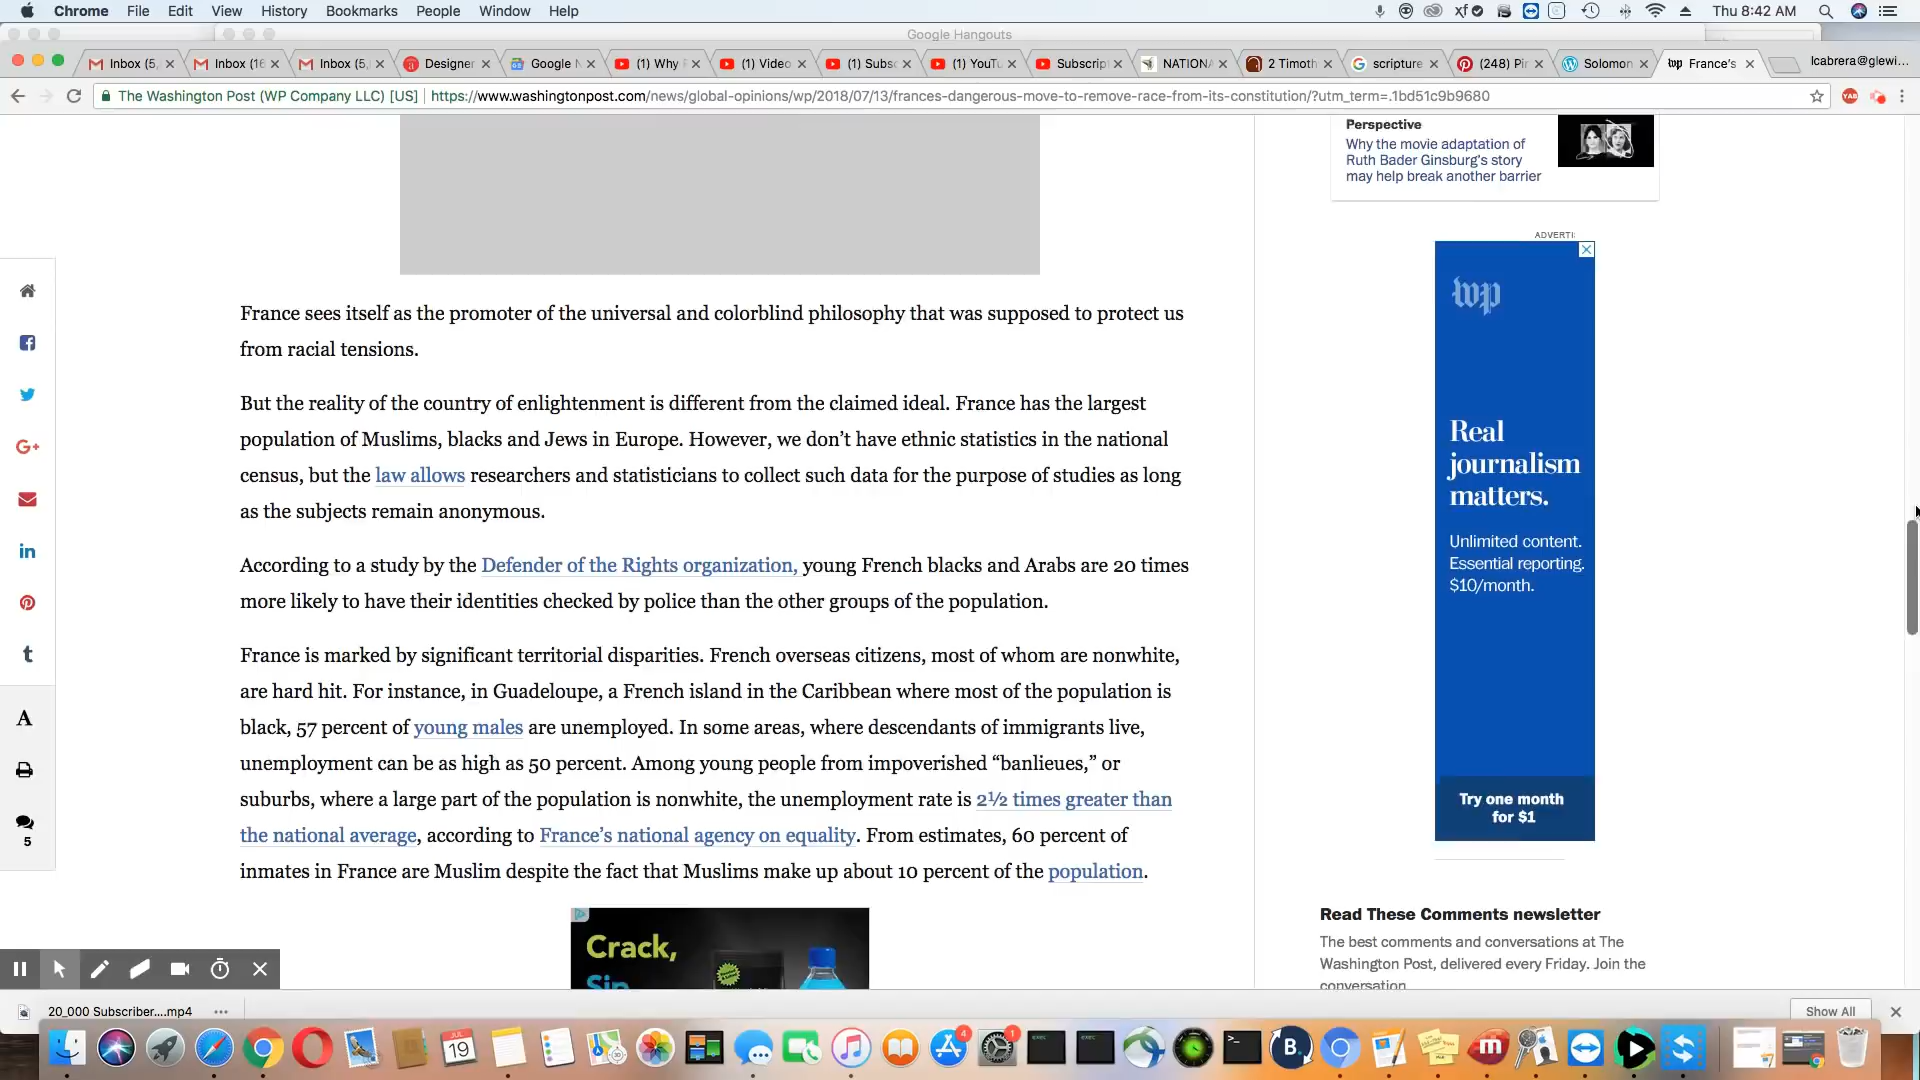 Chrome File Edit View History Bookmarks People Window Help
Thu 8:42 AM
Google Hangouts
Inbox (5, Inbox (16 Inbox (5, Designer Google N (1) Why F (1) Video (1) Subsc (1) YouTu Subscrip NATIONA 2 Timoth scripture (248) Pin Solomon France's lcabrera@glewi...
The Washington Post (WP Company LLC) [US] https://www.washingtonpost.com/news/global-opinions/wp/2018/07/13/frances-dangerous-move-to-remove-race-from-its-constitution/?utm_term=.1bd51c9b9680
Perspective
Why the movie adaptation of
Ruth Bader Ginsburg's story
may help break another barrier
France sees itself as the promoter of the universal and colorblind philosophy that was supposed to protect us
from racial tensions.
But the reality of the country of enlightenment is different from the claimed ideal. France has the largest
population of Muslims, blacks and Jews in Europe. However, we don't have ethnic statistics in the national
census, but the law allows researchers and statisticians to collect such data for the purpose of studies as long
as the subjects remain anonymous.
According to a study by the Defender of the Rights organization, young French blacks and Arabs are 20 times
more likely to have their identities checked by police than the other groups of the population.
France is marked by significant territorial disparities. French overseas citizens, most of whom are nonwhite,
are hard hit. For instance, in Guadeloupe, a French island in the Caribbean where most of the population is
black, 57 percent of young males are unemployed. In some areas, where descendants of immigrants live,
unemployment can be as high as 50 percent. Among young people from impoverished “banlieues,” or
suburbs, where a large part of the population is nonwhite, the unemployment rate is 2½ times greater than
the national average, according to France's national agency on equality. From estimates, 60 percent of
inmates in France are Muslim despite the fact that Muslims make up about 10 percent of the population.
A
5
Crack,
Sip
ADVERTI
wp
Real
journalism
matters.
Unlimited content.
Essential reporting.
$10/month.
Try one month
for $1
Read These Comments newsletter
The best comments and conversations at The
Washington Post, delivered every Friday. Join the
conversation
20_000 Subscriber....mp4
Show All
JUL
19
4
1
B.